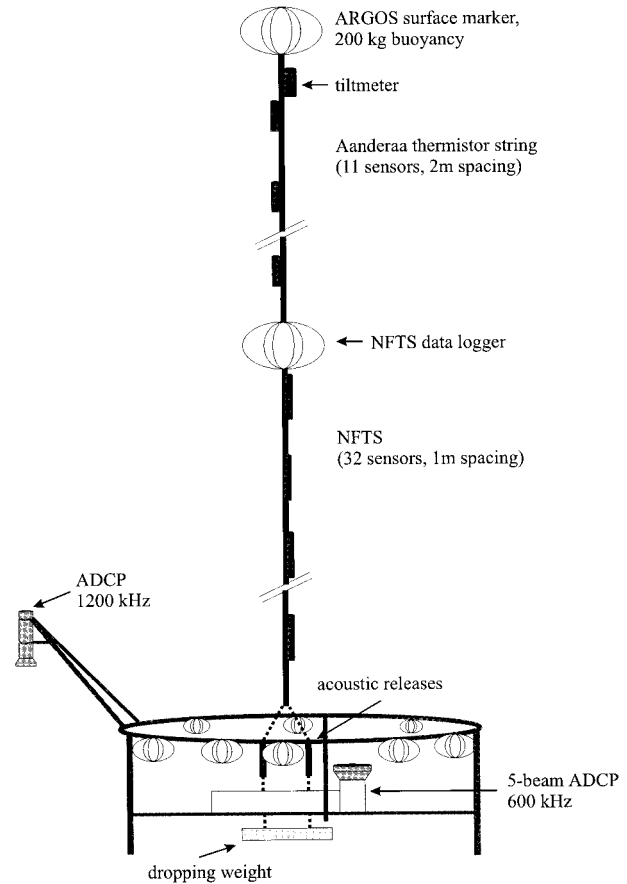 ARGOS surface marker,
200 kg buoyancy
tiltmeter
Aanderaa thermistor string
(11 sensors, 2m spacing)
NFTS data logger
NFTS
(32 sensors, 1m spacing)
ADCP
1200 kHz
acoustic releases
5-beam ADCP
600 kHz
dropping weight